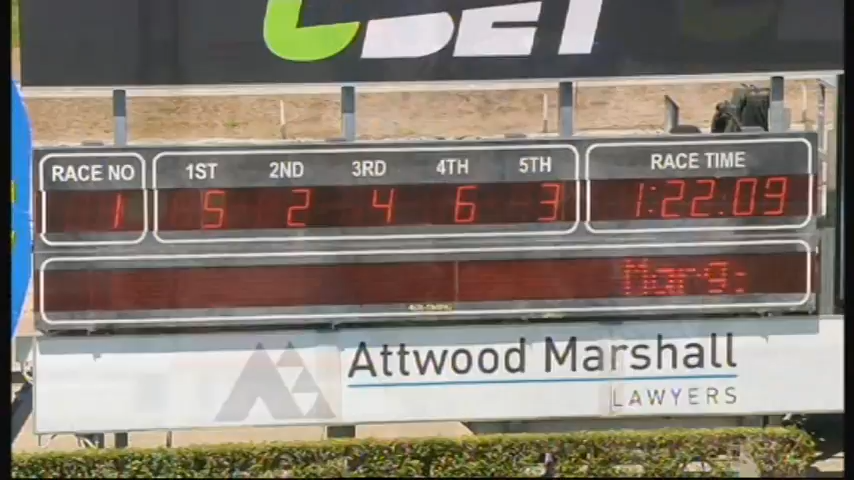 BET
RACE NO 1ST 2ND 3RD 4TH 5TH RACE TIME
1 5 2 4 6 3 1:22.09
Marg:
Attwood Marshall
LAWYERS